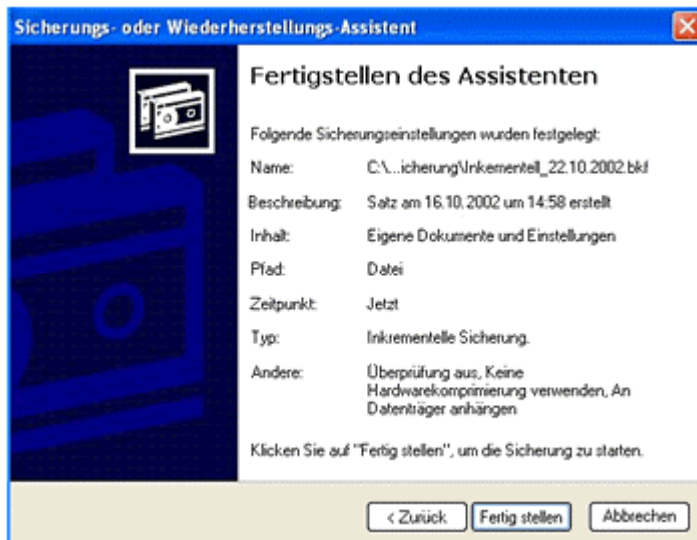 Sicherungs- oder Wiederherstellungs-Assistent
Fertigstellen des Assistenten
Folgende Sicherungseinstellungen wurden festgelegt:
Name: C:\...icherung\Inkementell_22.10.2002.bkf
Beschreibung: Satz am 16.10.2002 um 14:58 erstellt
Inhalt: Eigene Dokumente und Einstellungen
Pfad: Datei
Zeitpunkt: Jetzt
Typ: Inkrementelle Sicherung.
Andere: Überprüfung aus, Keine
Hardwarekomprimierung verwenden, An
Datenträger anhängen
Klicken Sie auf "Fertig stellen", um die Sicherung zu starten.
< Zurück Fertig stellen Abbrechen